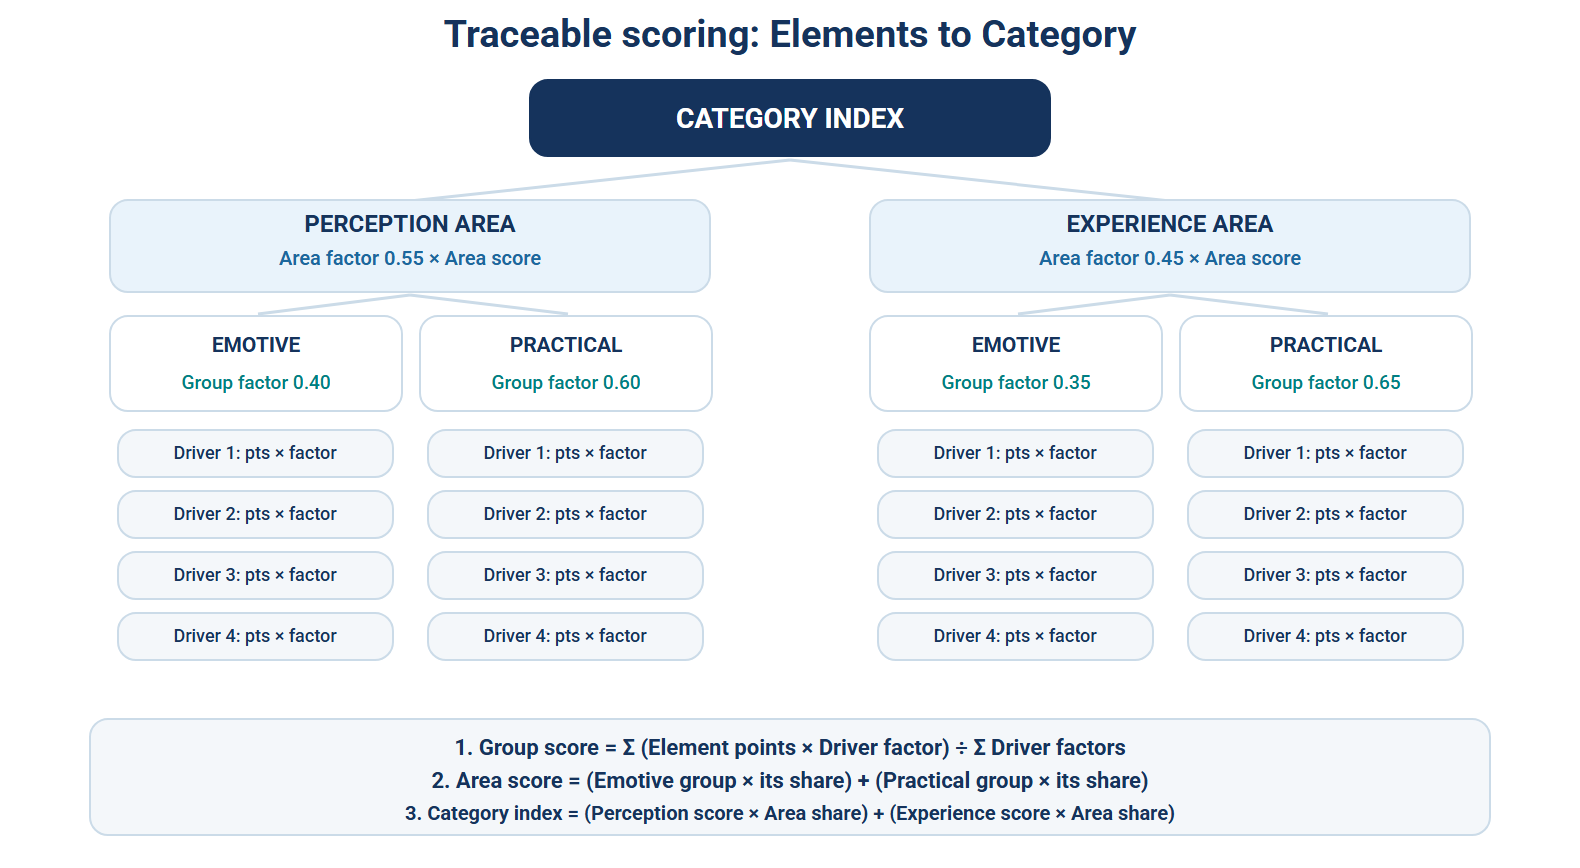 Traceable scoring: Elements to Category
CATEGORY INDEX
PERCEPTION AREA
Area factor 0.55 × Area score
EMOTIVE
Group factor 0.40
Driver 1: pts × factor
Driver 2: pts × factor
Driver 3: pts × factor
Driver 4: pts × factor
PRACTICAL
Group factor 0.60
Driver 1: pts × factor
Driver 2: pts × factor
Driver 3: pts × factor
Driver 4: pts × factor
EXPERIENCE AREA
Area factor 0.45 × Area score
EMOTIVE
Group factor 0.35
Driver 1: pts × factor
Driver 2: pts × factor
Driver 3: pts × factor
Driver 4: pts × factor
PRACTICAL
Group factor 0.65
Driver 1: pts × factor
Driver 2: pts × factor
Driver 3: pts × factor
Driver 4: pts × factor
1. Group score = Σ (Element points × Driver factor) ÷ Σ Driver factors
2. Area score = (Emotive group × its share) + (Practical group × its share)
3. Category index = (Perception score × Area share) + (Experience score × Area share)